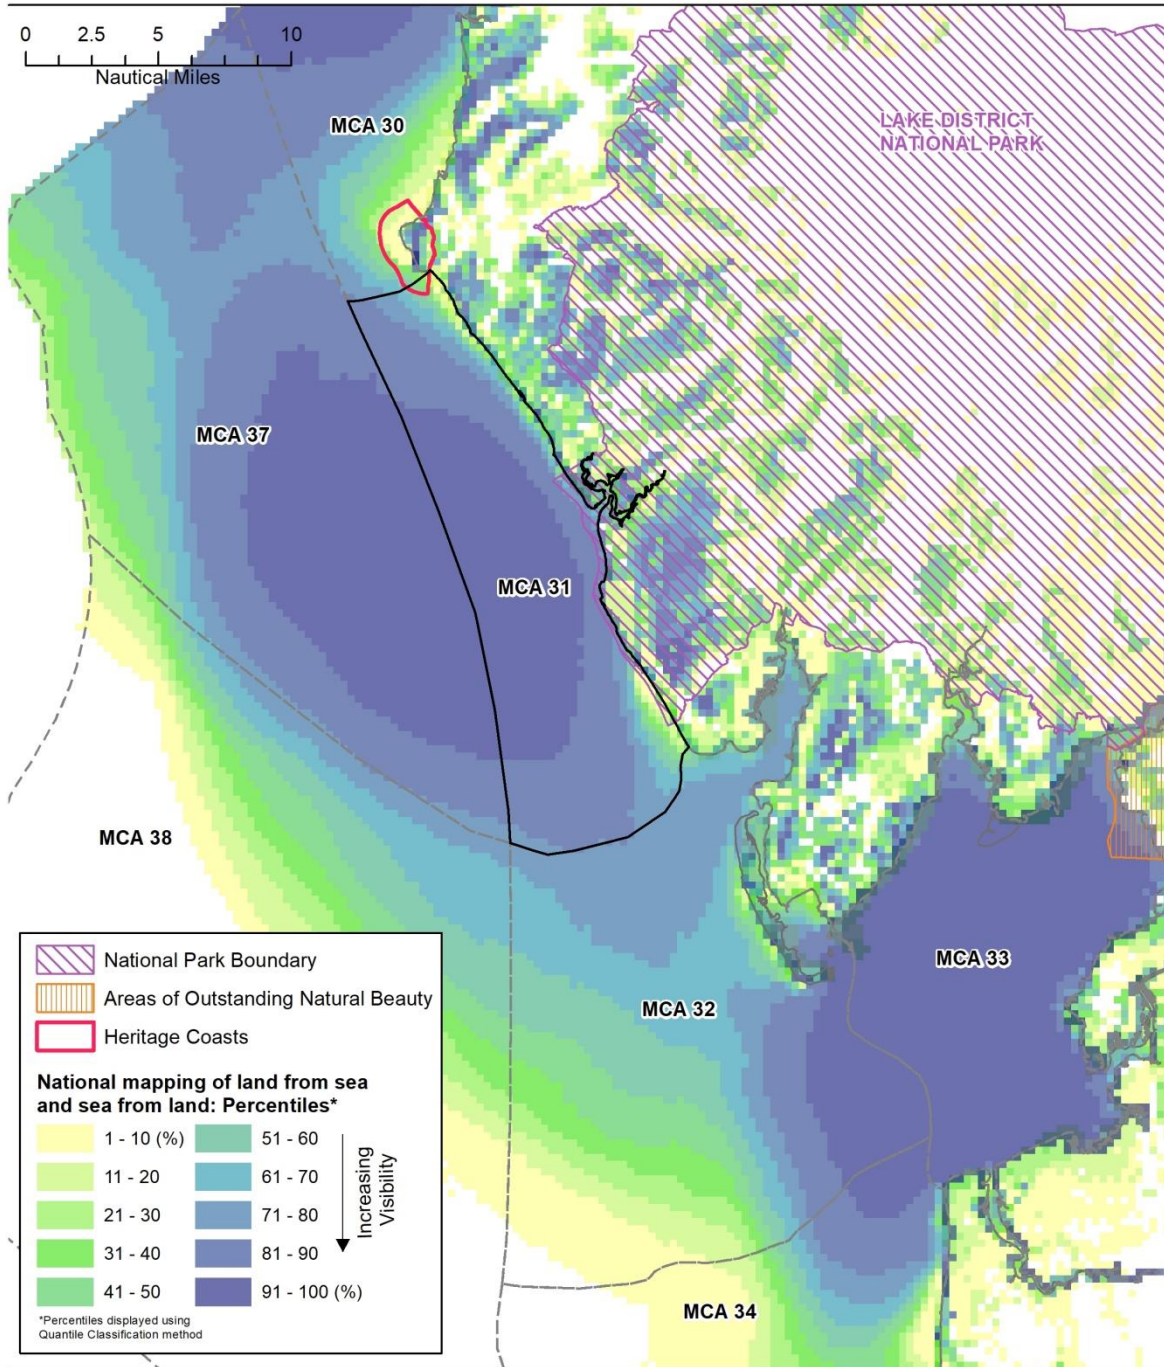 0 2.5 5 10
Nautical Miles
MCA 30
LAKE DISTRICT
NATIONAL PARK
MCA 37
MCA 31
MCA 38
MCA 33
MCA 32
MCA 34
National Park Boundary
Areas of Outstanding Natural Beauty
Heritage Coasts
National mapping of land from sea
and sea from land: Percentiles*
1 - 10 (%)
11 - 20
21 - 30
31 - 40
41 - 50
51 - 60
61 - 70
71 - 80
81 - 90
91 - 100 (%)
Increasing
Visibility
*Percentiles displayed using
Quantile Classification method